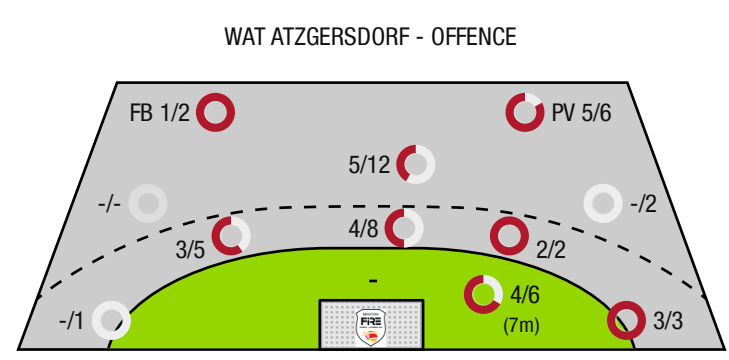 WAT ATZGERSDORF - OFFENCE
FB 1/2
PV 5/6
5/12
-/-
-/2
3/5
4/8
2/2
-
4/6
(7m)
-/1
FIRE
3/3